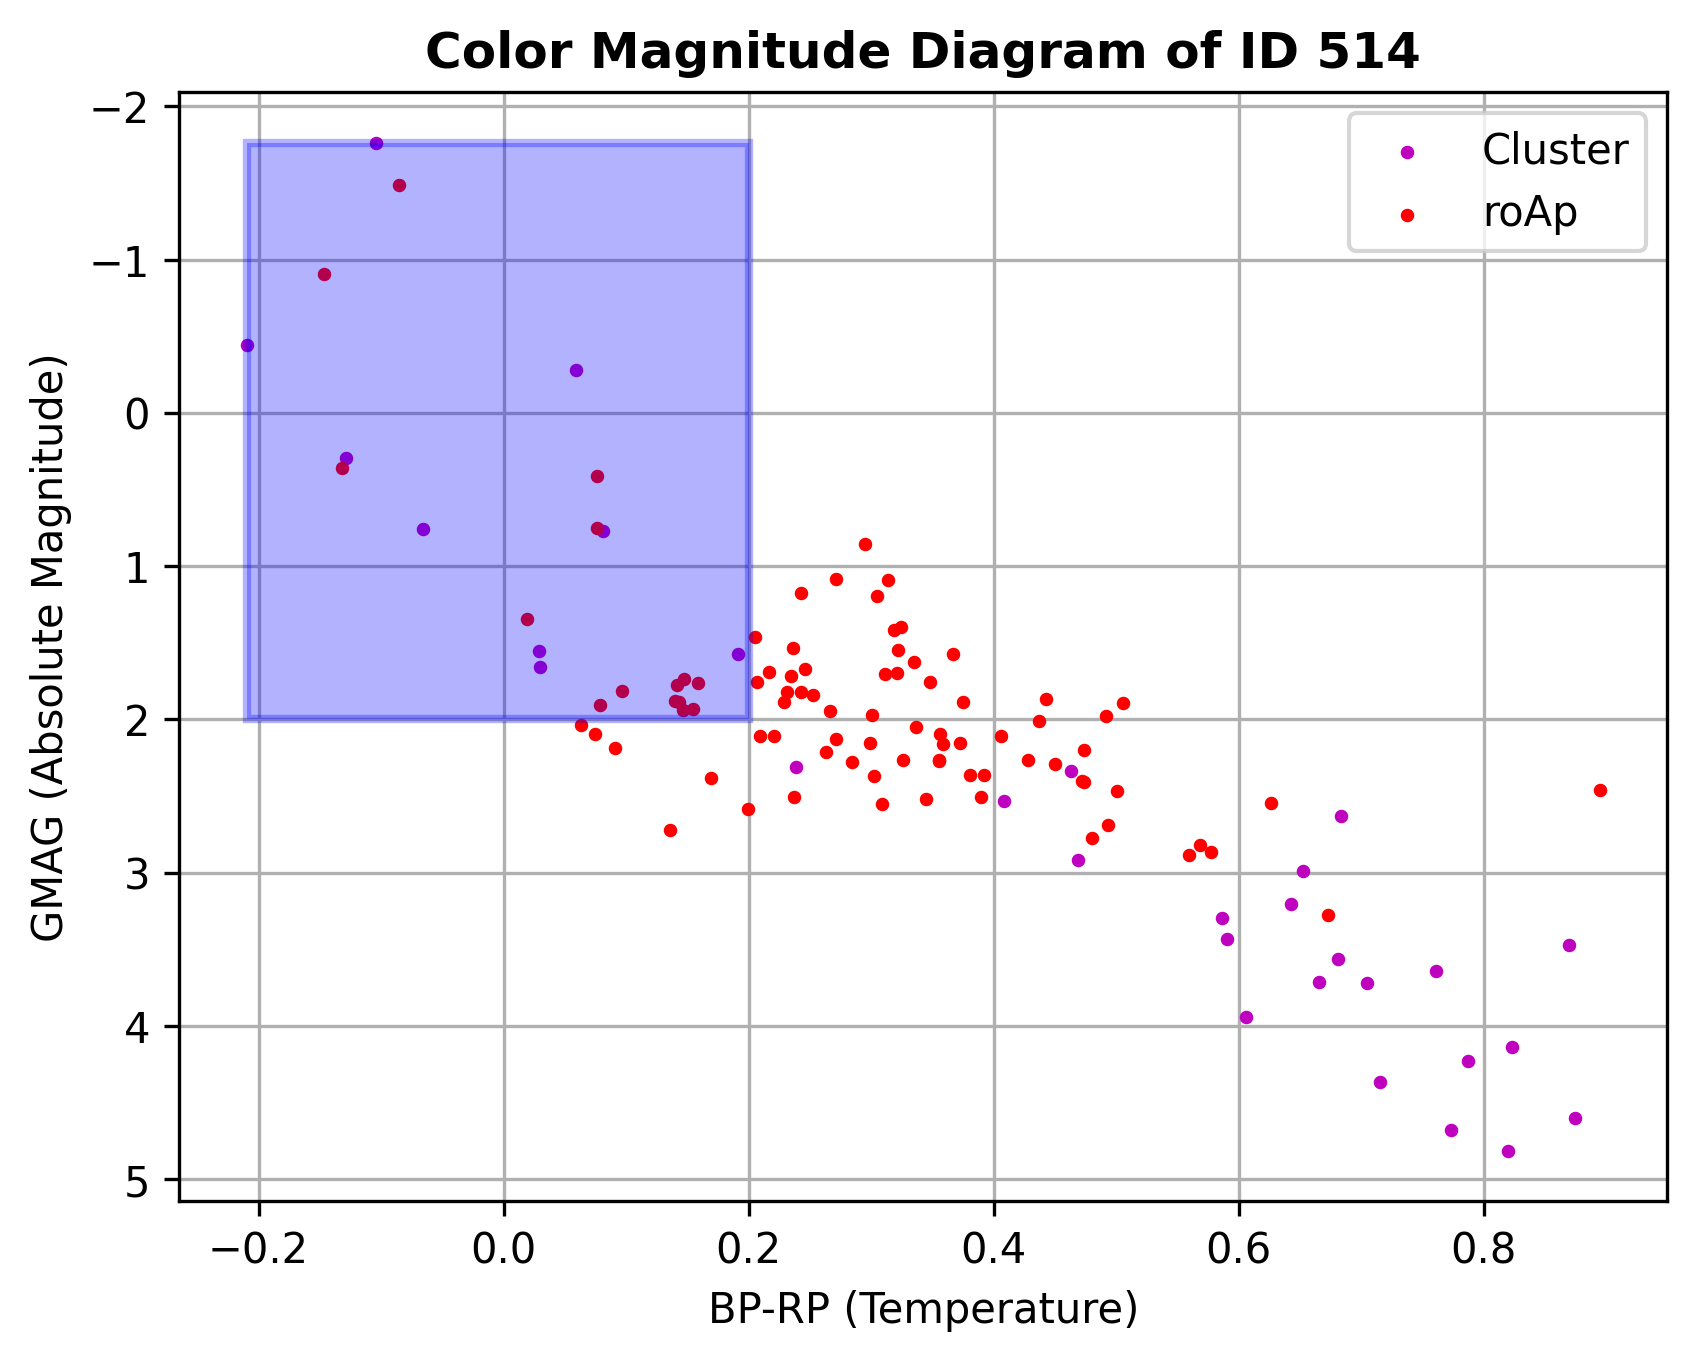 Color Magnitude Diagram of ID 514
Cluster
roAp
−2
−1
0
1
2
3
4
5
GMAG (Absolute Magnitude)
−0.2 0.0 0.2 0.4 0.6 0.8
BP-RP (Temperature)